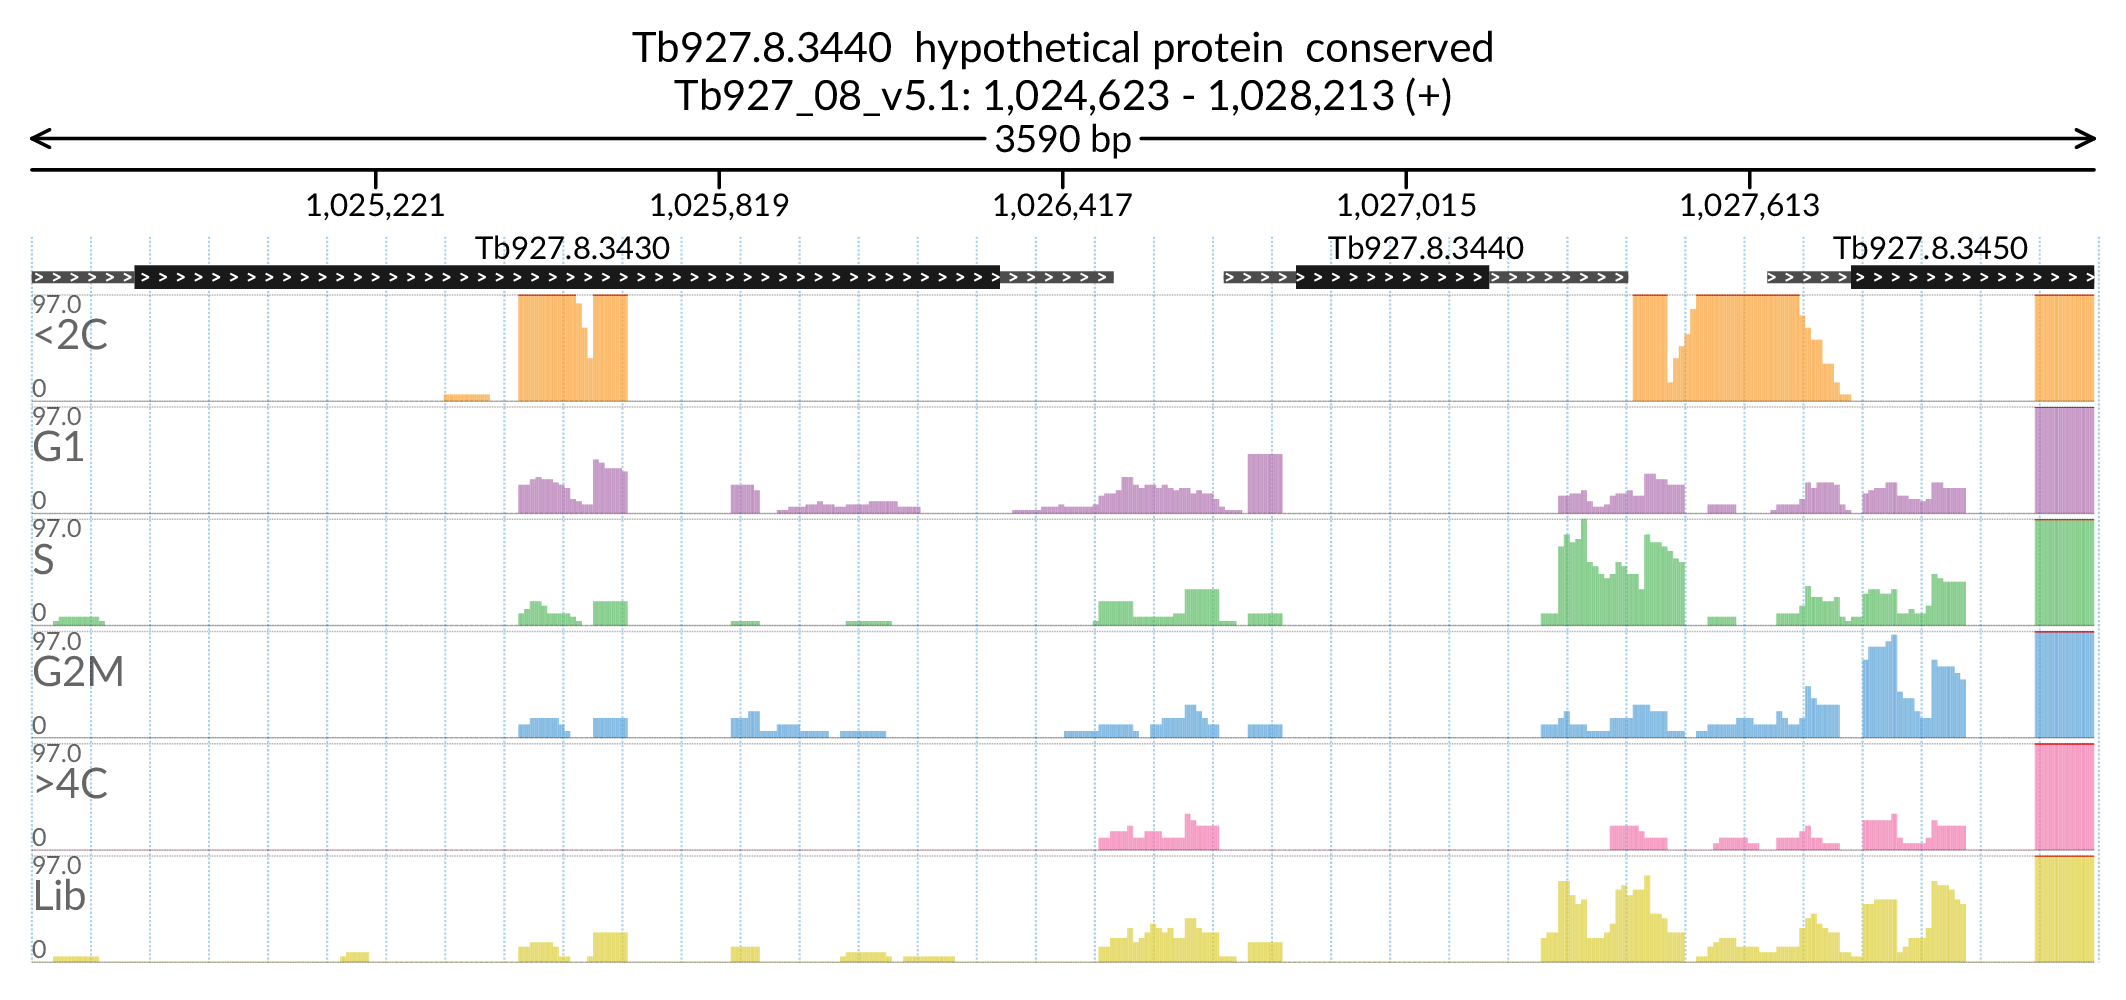 Tb927.8.3440 hypothetical protein conserved
Tb927_08_v5.1: 1,024,623 - 1,028,213 (+)
3590 bp
1,025,221 1,025,819 1,026,417 1,027,015 1,027,613
Tb927.8.3430 Tb927.8.3440 Tb927.8.3450
97.0
<2C
0
97.0
G1
0
97.0
S
0
97.0
G2M
0
97.0
>4C
0
97.0
Lib
0